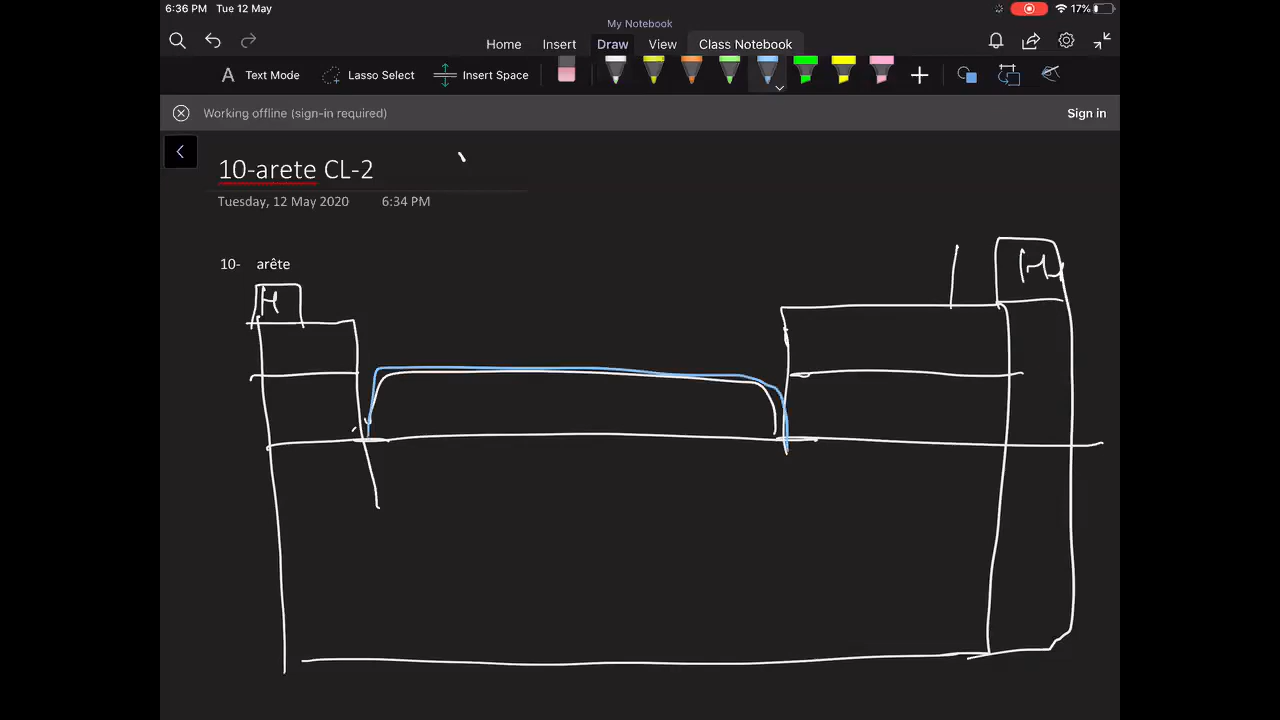 6:36 PM Tue 12 May
17%
My Notebook
Home Insert Draw View Class Notebook
A Text Mode Lasso Select Insert Space
Working offline (sign-in required)
Sign in
10-arete CL-2
Tuesday, 12 May 2020 6:34 PM
10- arête
H
H